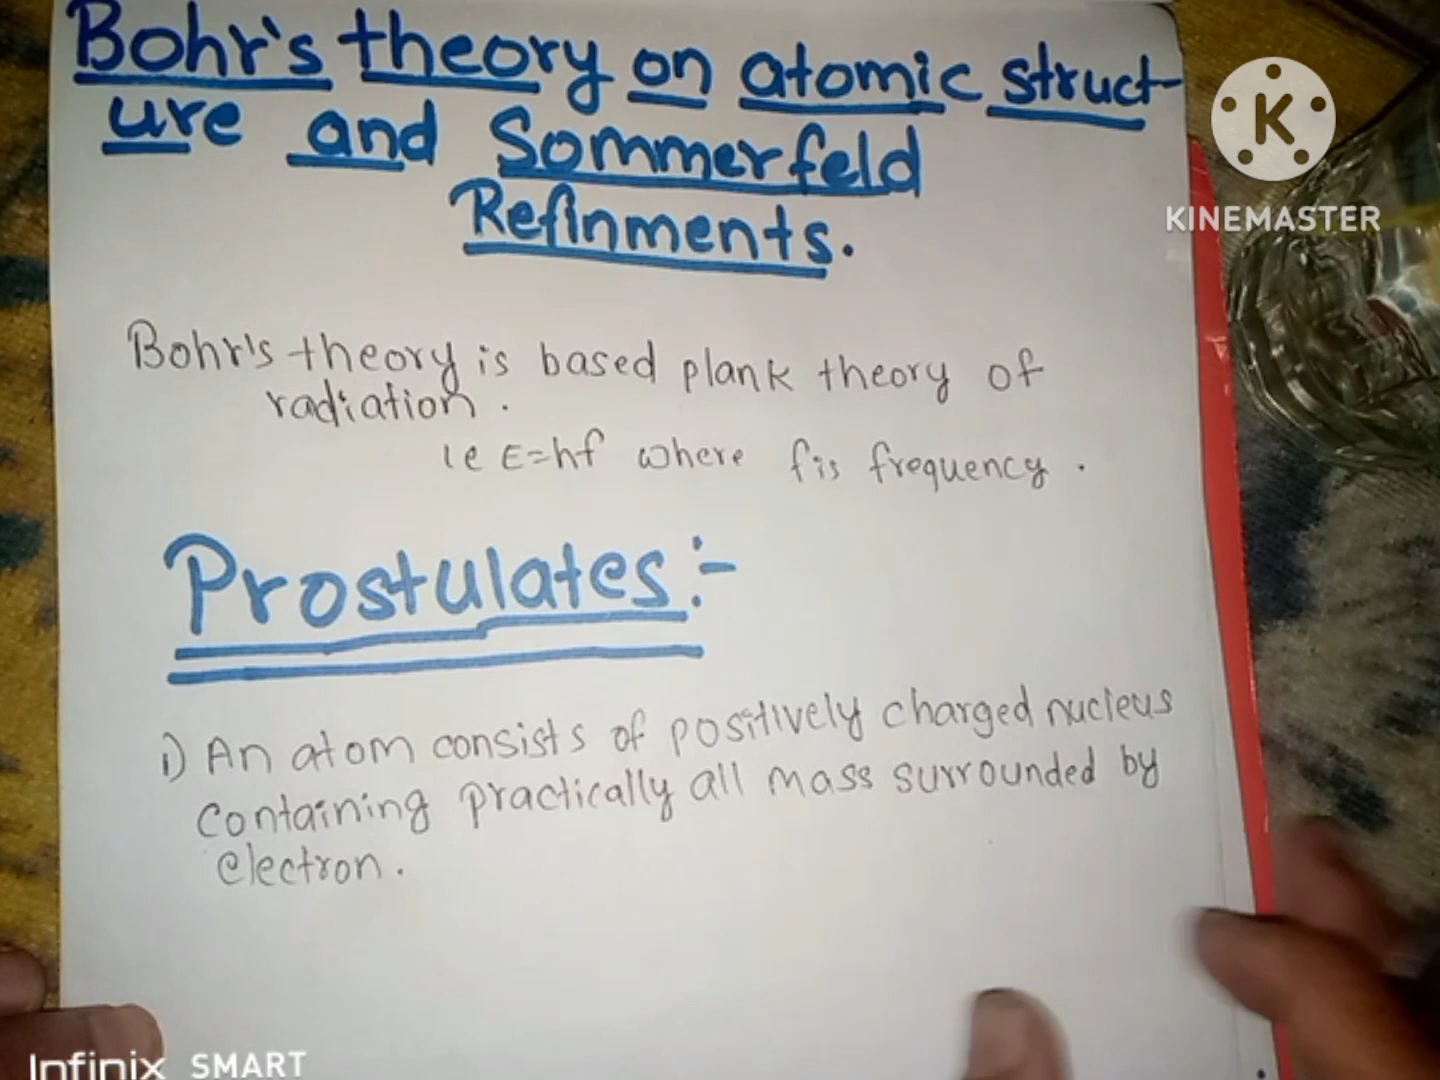 Bohr's theory on atomic struct-
ure and Sommerfeld
Refinments.
KINEMASTER
Bohr's theory is based plank theory of
radiation.
ie E=hf where f is frequency.
Prostulates:-
i) An atom consists of positively charged nucleus
containing practically all mass surrounded by
electron.
Infinix SMART